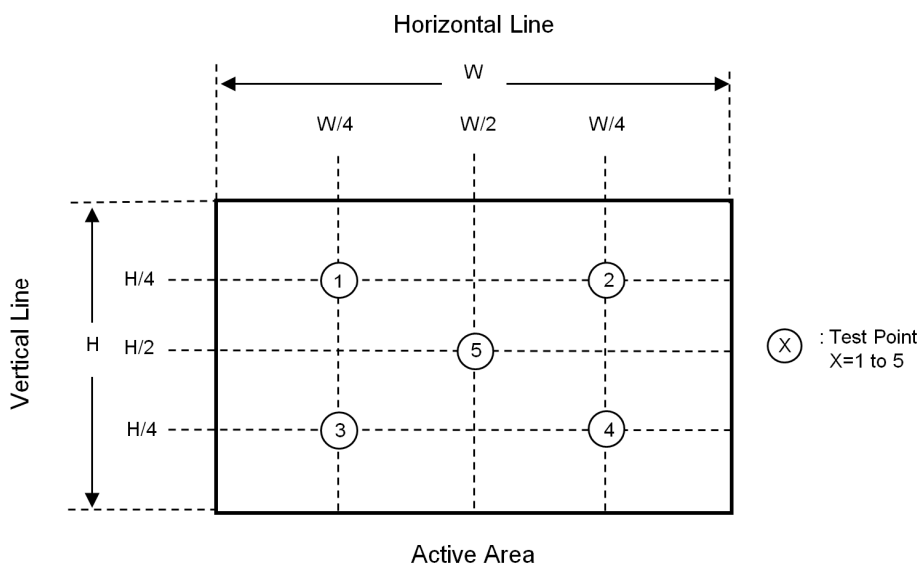 Horizontal Line
W
W/4 W/2 W/4
H/4
1 2
Vertical Line
H
H/2
5
X : Test Point
X=1 to 5
H/4
3 4
Active Area